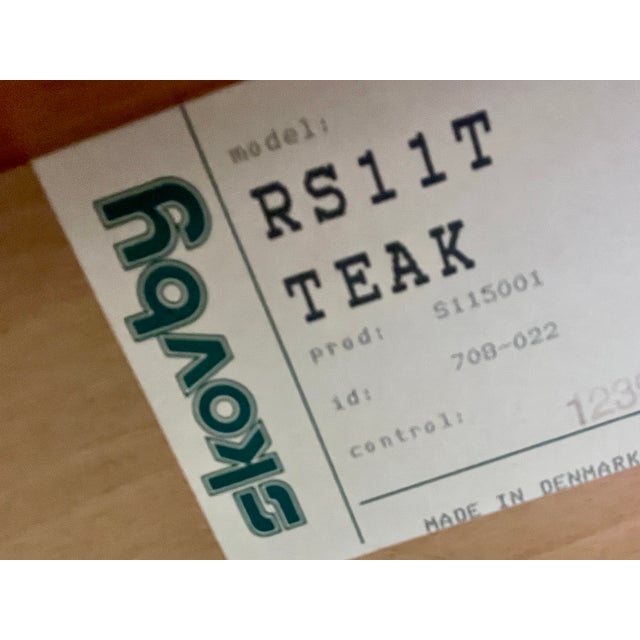 skovby
model:
RS11T
TEAK
prod: S115001
id: 708-022
control:
MADE IN DENMARK